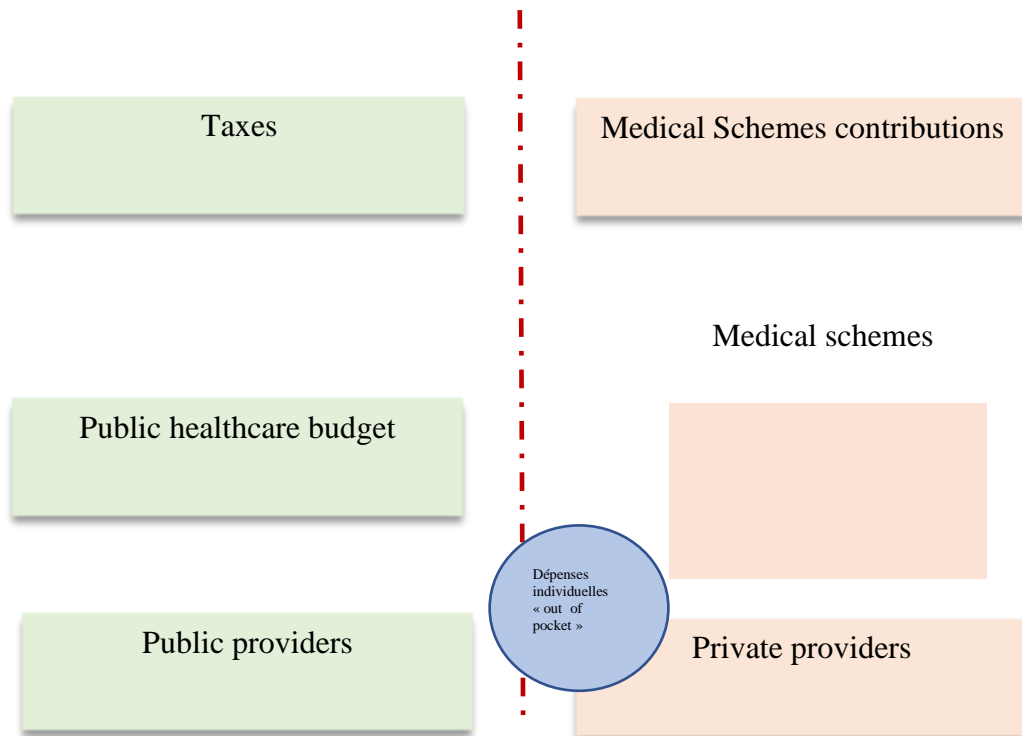 Taxes
Medical Schemes contributions
Medical schemes
Public healthcare budget
Dépenses
individuelles
« out of
pocket »
Public providers
Private providers